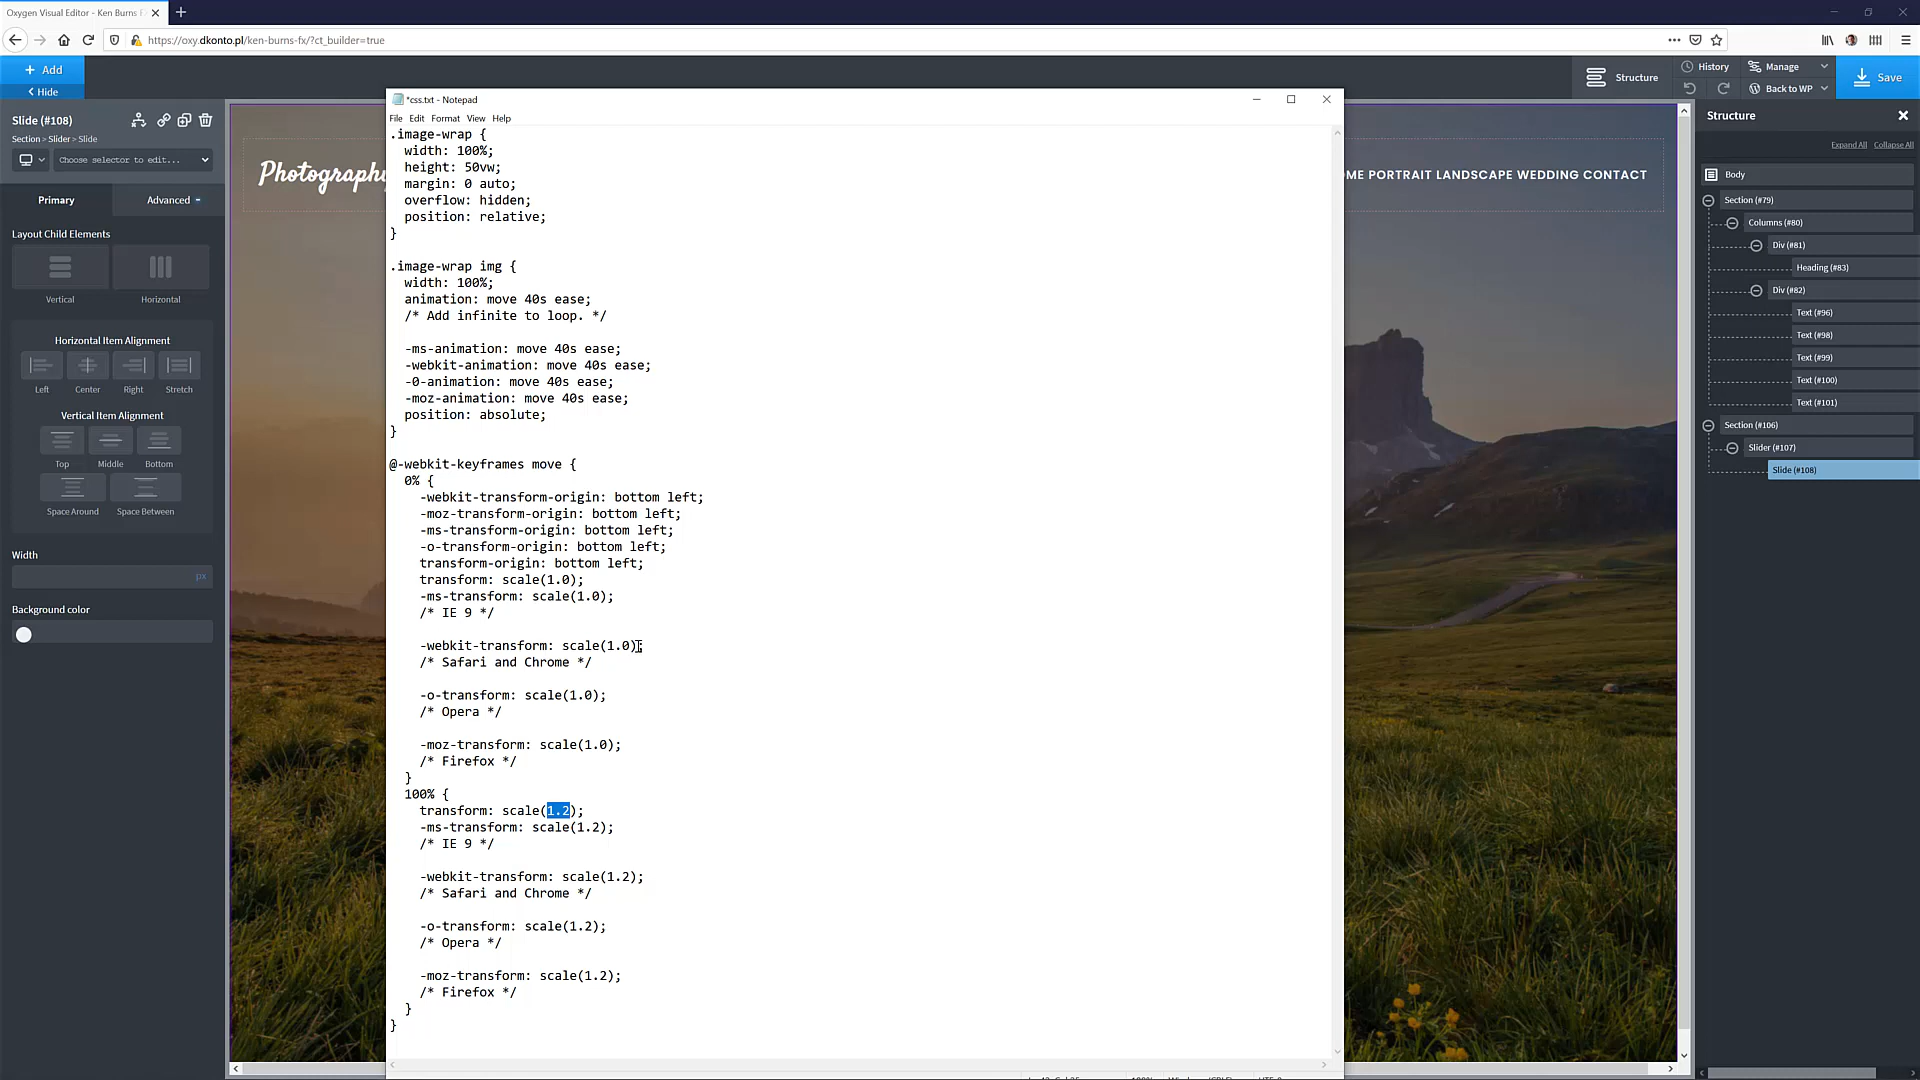 Oxygen Visual Editor - Ken Burns
https://oxy.dkonto.pl/ken-burns-fx/?ct_builder=true
+ Add
< Hide
Structure
History
Manage
Back to WP
Save
Slide (#108)
Section > Slider > Slide
Choose selector to edit...
Primary
Advanced
Layout Child Elements
Vertical
Horizontal
Horizontal Item Alignment
Left
Center
Right
Stretch
Vertical Item Alignment
Top
Middle
Bottom
Space Around
Space Between
Width
px
Background color
Photography
OME PORTRAIT LANDSCAPE WEDDING CONTACT
*css.txt - Notepad
File Edit Format View Help
.image-wrap {
width: 100%;
height: 50vw;
margin: 0 auto;
overflow: hidden;
position: relative;
}
.image-wrap img {
width: 100%;
animation: move 40s ease;
/* Add infinite to loop. */
-ms-animation: move 40s ease;
-webkit-animation: move 40s ease;
-0-animation: move 40s ease;
-moz-animation: move 40s ease;
position: absolute;
}
@-webkit-keyframes move {
0% {
-webkit-transform-origin: bottom left;
-moz-transform-origin: bottom left;
-ms-transform-origin: bottom left;
-o-transform-origin: bottom left;
transform-origin: bottom left;
transform: scale(1.0);
-ms-transform: scale(1.0);
/* IE 9 */
-webkit-transform: scale(1.0);
/* Safari and Chrome */
-o-transform: scale(1.0);
/* Opera */
-moz-transform: scale(1.0);
/* Firefox */
}
100% {
transform: scale(1.2);
-ms-transform: scale(1.2);
/* IE 9 */
-webkit-transform: scale(1.2);
/* Safari and Chrome */
-o-transform: scale(1.2);
/* Opera */
-moz-transform: scale(1.2);
/* Firefox */
}
}
Structure
Expand All
Collapse All
Body
Section (#79)
Columns (#80)
Div (#81)
Heading (#83)
Div (#82)
Text (#96)
Text (#98)
Text (#99)
Text (#100)
Text (#101)
Section (#106)
Slider (#107)
Slide (#108)